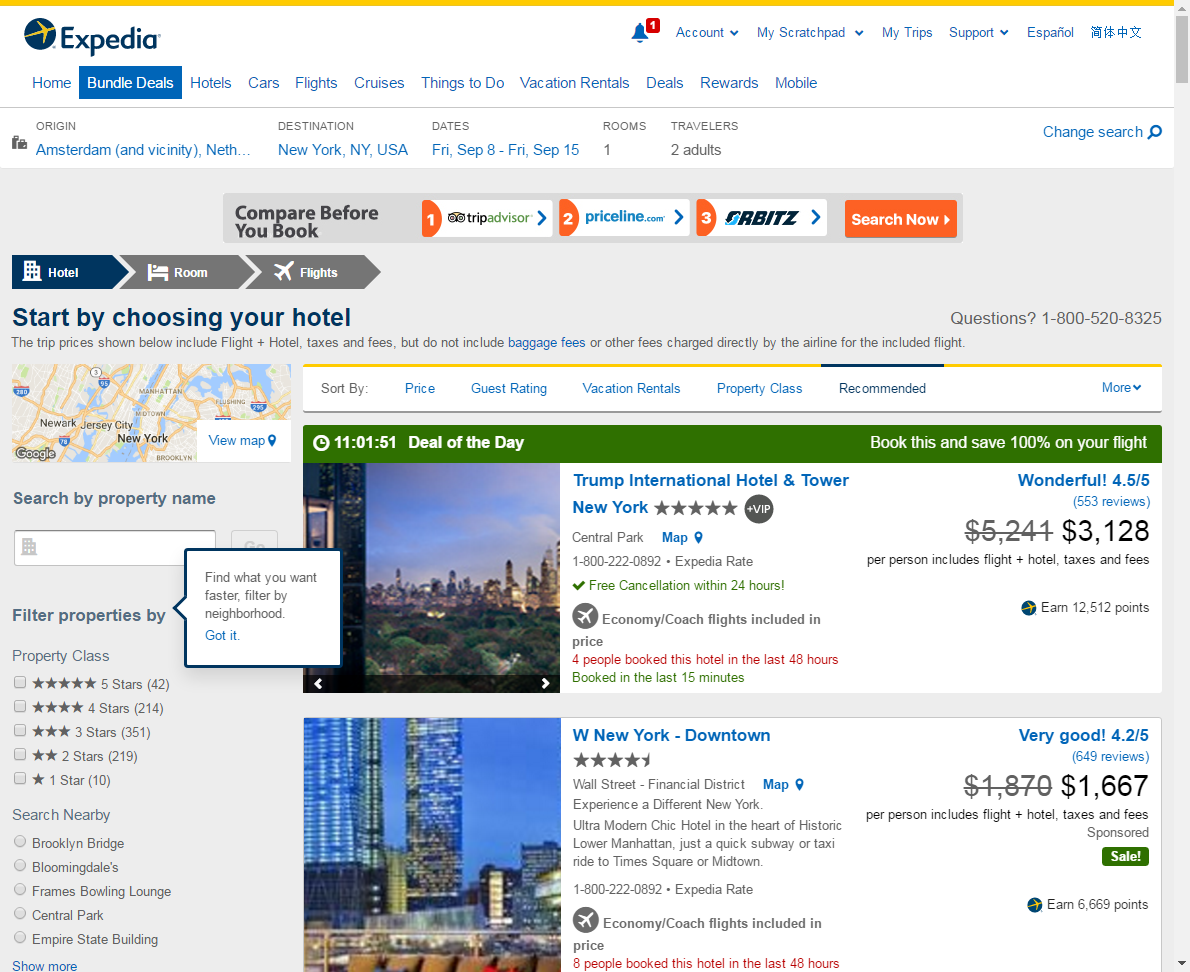 Expedia
1
Account
My Scratchpad
My Trips
Support
Español
简体中文
Home
Bundle Deals
Hotels
Cars
Flights
Cruises
Things to Do
Vacation Rentals
Deals
Rewards
Mobile
ORIGIN
Amsterdam (and vicinity), Neth...
DESTINATION
New York, NY, USA
DATES
Fri, Sep 8 - Fri, Sep 15
ROOMS
1
TRAVELERS
2 adults
Change search
Compare Before
You Book
1 tripadvisor
2 priceline.com
3 ORBITZ
Search Now
Hotel
Room
Flights
Start by choosing your hotel
Questions? 1-800-520-8325
The trip prices shown below include Flight + Hotel, taxes and fees, but do not include baggage fees or other fees charged directly by the airline for the included flight.
3
95
280
MANHATTAN
FLUSHING
MIDTOWN
295
Newark
Jersey City
78
New York
BROOKLYN
Google
View map
Sort By:
Price
Guest Rating
Vacation Rentals
Property Class
Recommended
More
Search by property name
Go
Find what you want
faster, filter by
neighborhood.
Got it.
Filter properties by
Property Class
5 Stars (42)
4 Stars (214)
3 Stars (351)
2 Stars (219)
1 Star (10)
Search Nearby
Brooklyn Bridge
Bloomingdale's
Frames Bowling Lounge
Central Park
Empire State Building
Show more
11:01:51 Deal of the Day
Book this and save 100% on your flight
Trump International Hotel & Tower
New York
+VIP
Central Park
Map
1-800-222-0892 • Expedia Rate
Free Cancellation within 24 hours!
Economy/Coach flights included in
price
4 people booked this hotel in the last 48 hours
Booked in the last 15 minutes
Wonderful! 4.5/5
(553 reviews)
$5,241 $3,128
per person includes flight + hotel, taxes and fees
Earn 12,512 points
W New York - Downtown
Wall Street - Financial District
Map
Experience a Different New York.
Ultra Modern Chic Hotel in the heart of Historic
Lower Manhattan, just a quick subway or taxi
ride to Times Square or Midtown.
1-800-222-0892 • Expedia Rate
Economy/Coach flights included in
price
8 people booked this hotel in the last 48 hours
Very good! 4.2/5
(649 reviews)
$1,870 $1,667
per person includes flight + hotel, taxes and fees
Sponsored
Sale!
Earn 6,669 points